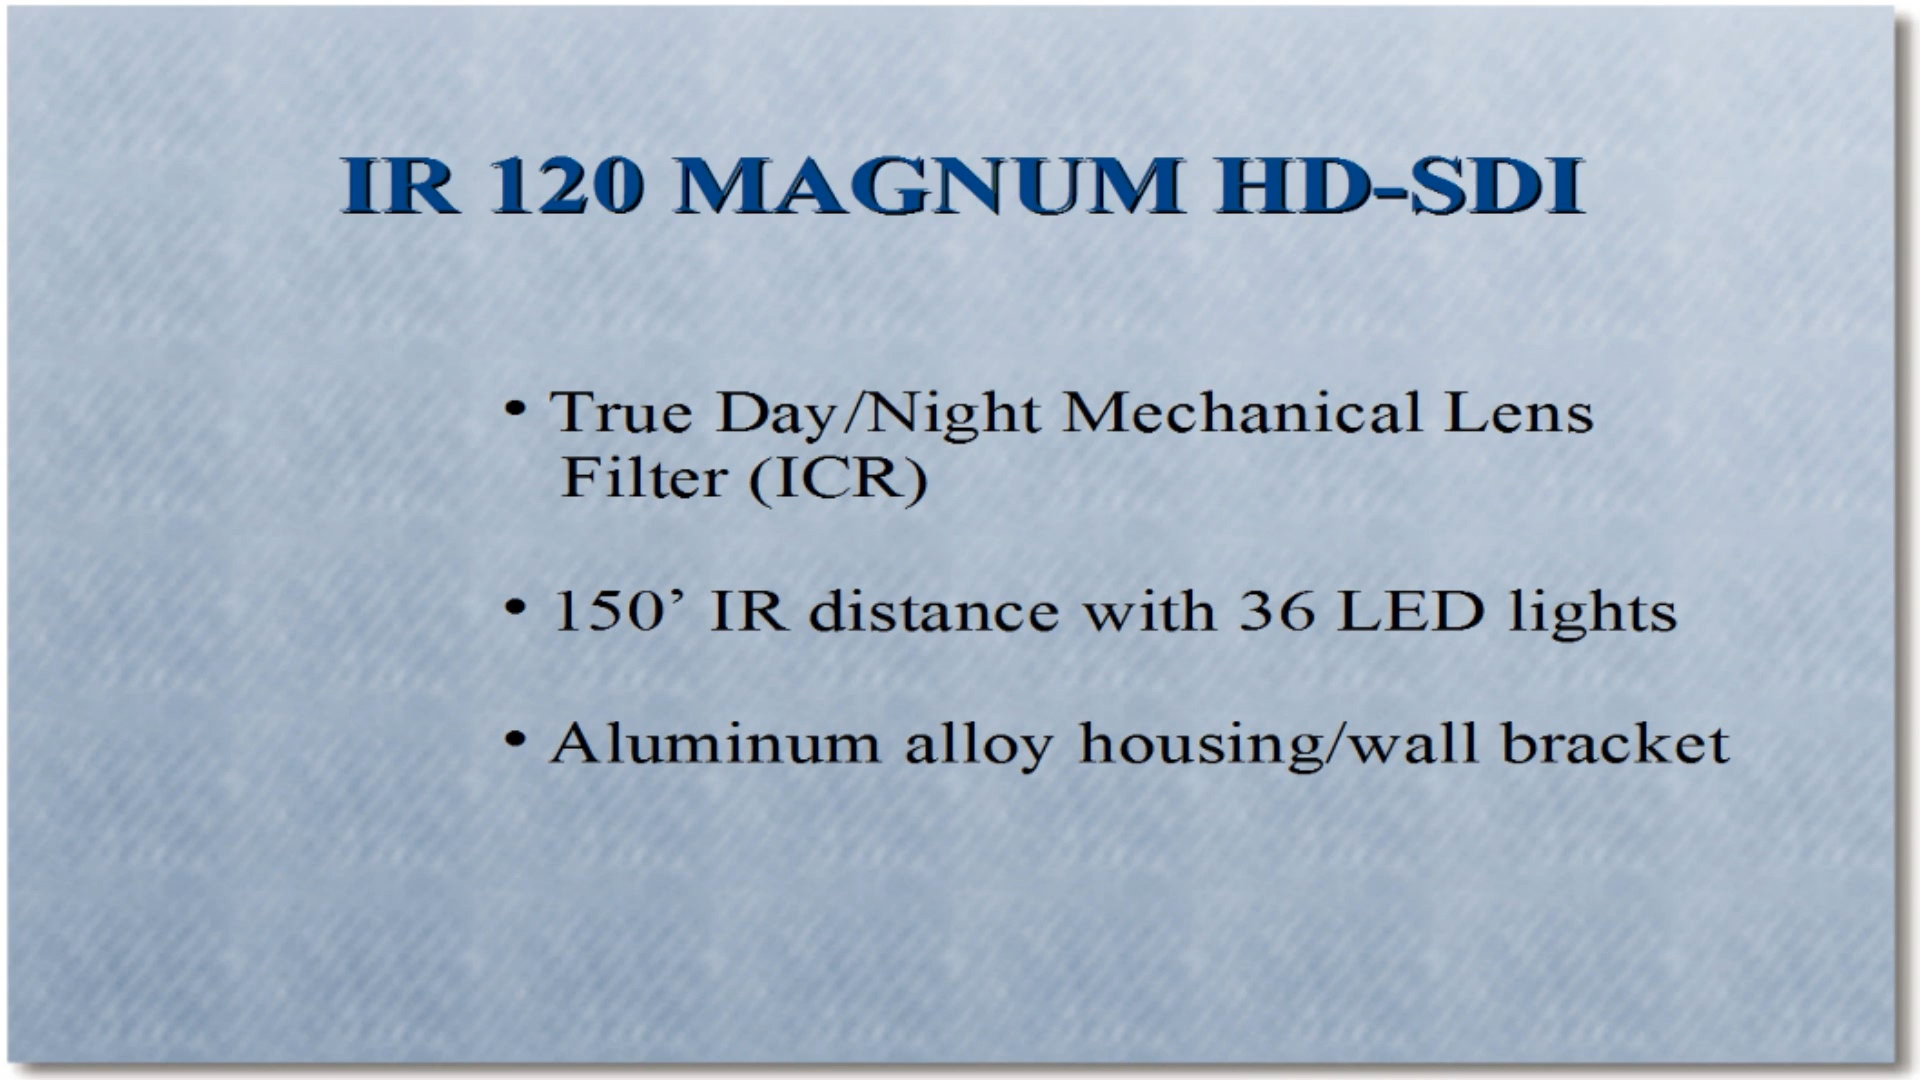 IR 120 MAGNUM HD-SDI
• True Day/Night Mechanical Lens
Filter (ICR)
• 150’ IR distance with 36 LED lights
• Aluminum alloy housing/wall bracket